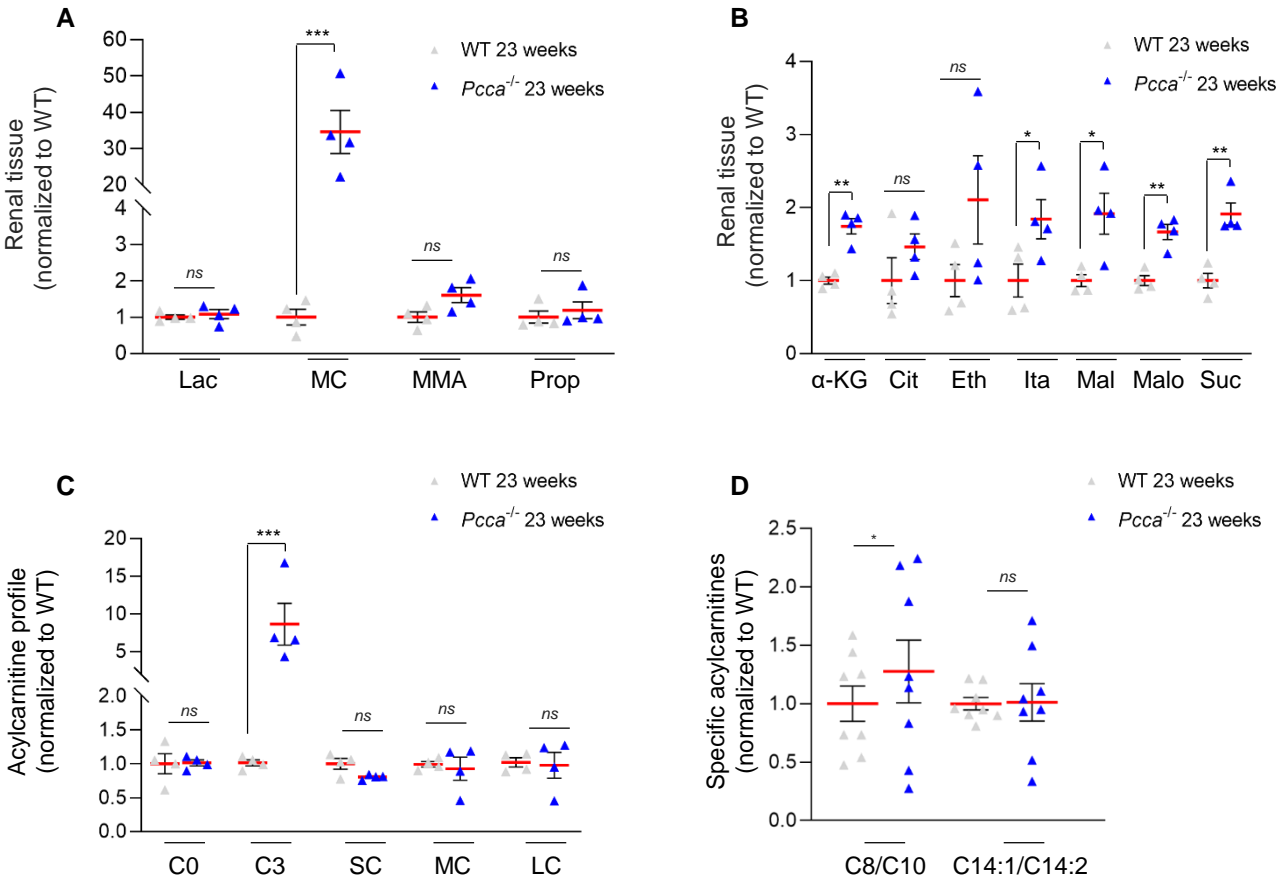 A
Renal tissue
(normalized to WT)
60
50
40
30
20
4
3
2
1
0
WT 23 weeks
Pcca-/- 23 weeks
***
ns
ns
ns
Lac MC MMA Prop
B
Renal tissue
(normalized to WT)
4
3
2
1
0
WT 23 weeks
Pcca-/- 23 weeks
**
ns
ns
*
*
**
**
α-KG Cit Eth Ita Mal Malo Suc
C
Acylcarnitine profile
(normalized to WT)
20
15
10
5
2.0
1.5
1.0
0.5
0.0
WT 23 weeks
Pcca-/- 23 weeks
ns
***
ns
ns
ns
C0 C3 SC MC LC
D
Specific acylcarnitines
(normalized to WT)
2.5
2.0
1.5
1.0
0.5
0.0
WT 23 weeks
Pcca-/- 23 weeks
*
ns
C8/C10 C14:1/C14:2